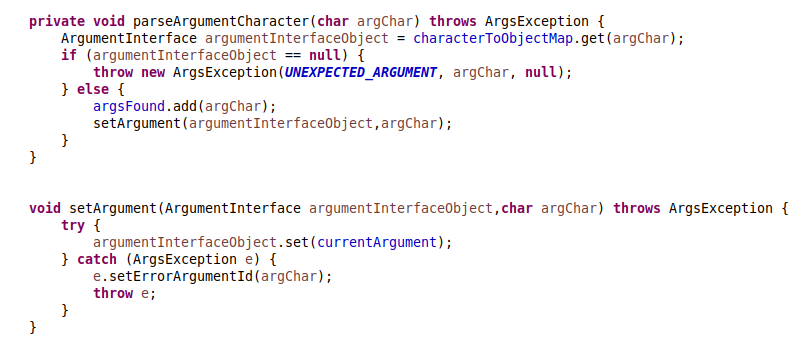 private void parseArgumentCharacter(char argChar) throws ArgsException {
    ArgumentInterface argumentInterfaceObject = characterToObjectMap.get(argChar);
    if (argumentInterfaceObject == null) {
        throw new ArgsException(UNEXPECTED_ARGUMENT, argChar, null);
    } else {
        argsFound.add(argChar);
        setArgument(argumentInterfaceObject,argChar);
    }
}
void setArgument(ArgumentInterface argumentInterfaceObject,char argChar) throws ArgsException {
    try {
        argumentInterfaceObject.set(currentArgument);
    } catch (ArgsException e) {
        e.setErrorArgumentId(argChar);
        throw e;
    }
}